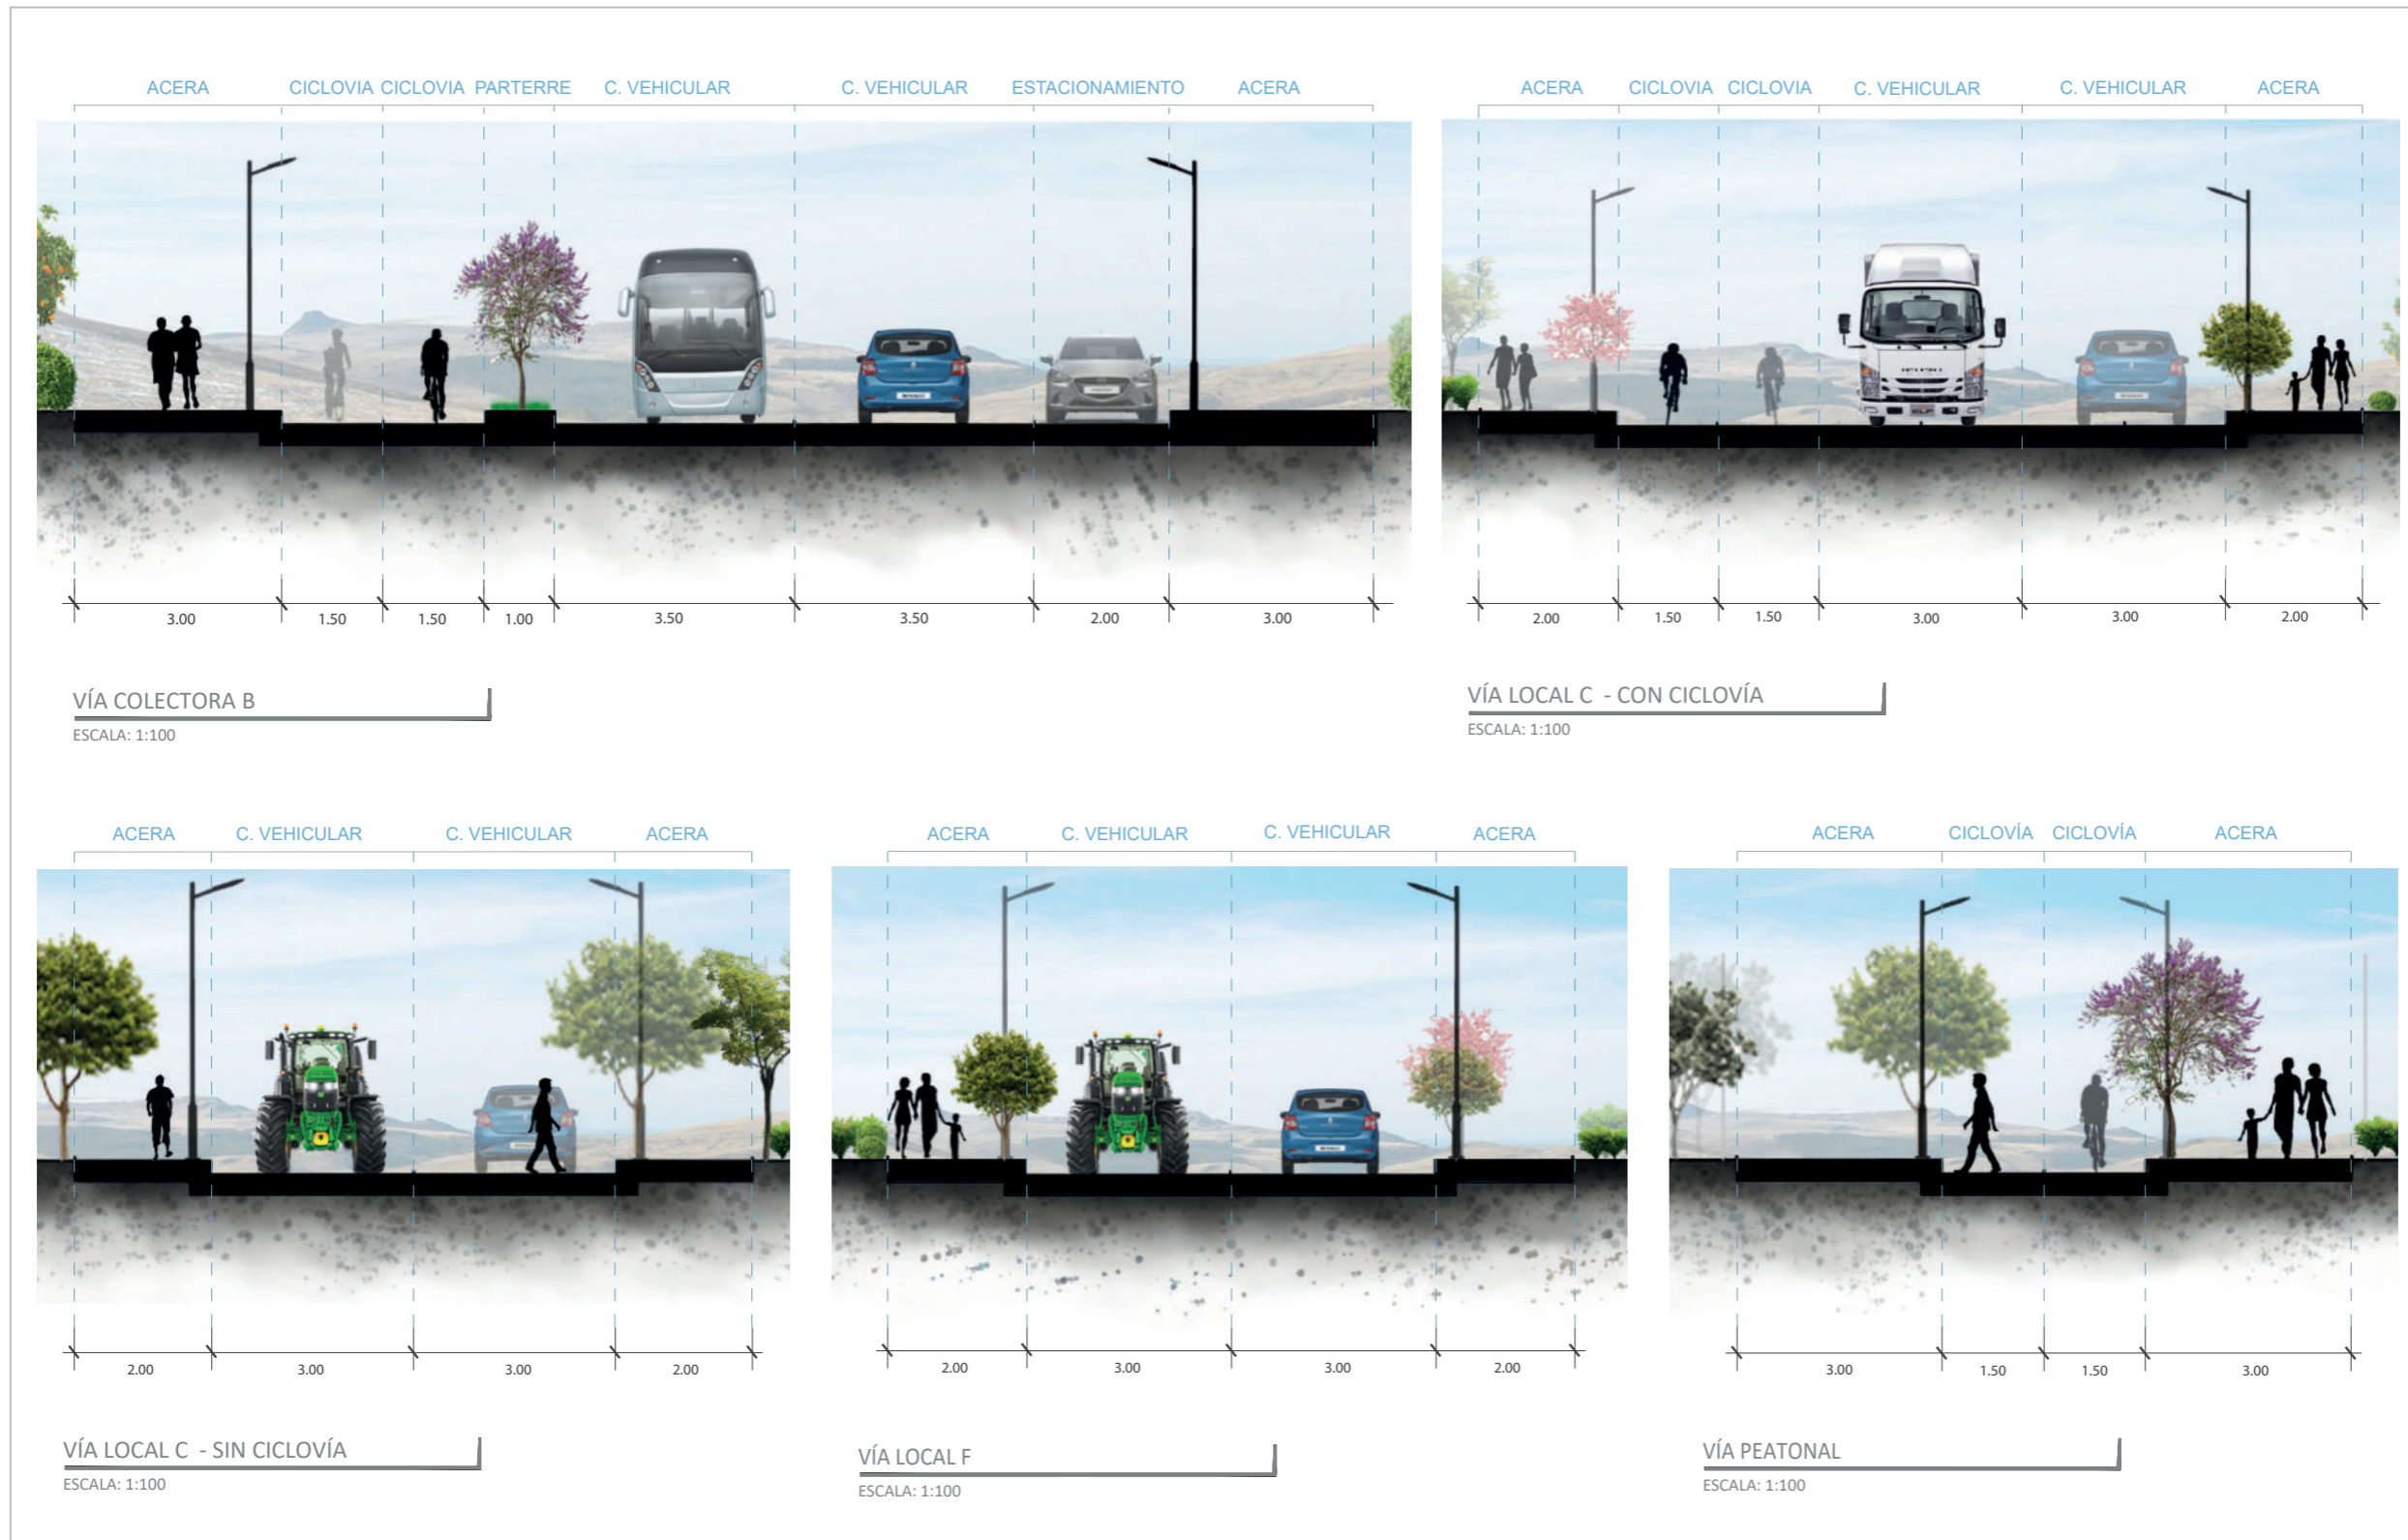 ACERA CICLOVIA CICLOVIA PARTERRE C. VEHICULAR C. VEHICULAR ESTACIONAMIENTO ACERA
3.00 1.50 1.50 1.00 3.50 3.50 2.00 3.00
VÍA COLECTORA B
ESCALA: 1:100
ACERA CICLOVIA CICLOVIA C. VEHICULAR C. VEHICULAR ACERA
2.00 1.50 1.50 3.00 3.00 2.00
VÍA LOCAL C - CON CICLOVÍA
ESCALA: 1:100
ACERA C. VEHICULAR C. VEHICULAR ACERA
2.00 3.00 3.00 2.00
VÍA LOCAL C - SIN CICLOVÍA
ESCALA: 1:100
ACERA C. VEHICULAR C. VEHICULAR ACERA
2.00 3.00 3.00 2.00
VÍA LOCAL F
ESCALA: 1:100
ACERA CICLOVÍA CICLOVÍA ACERA
3.00 1.50 1.50 3.00
VÍA PEATONAL
ESCALA: 1:100